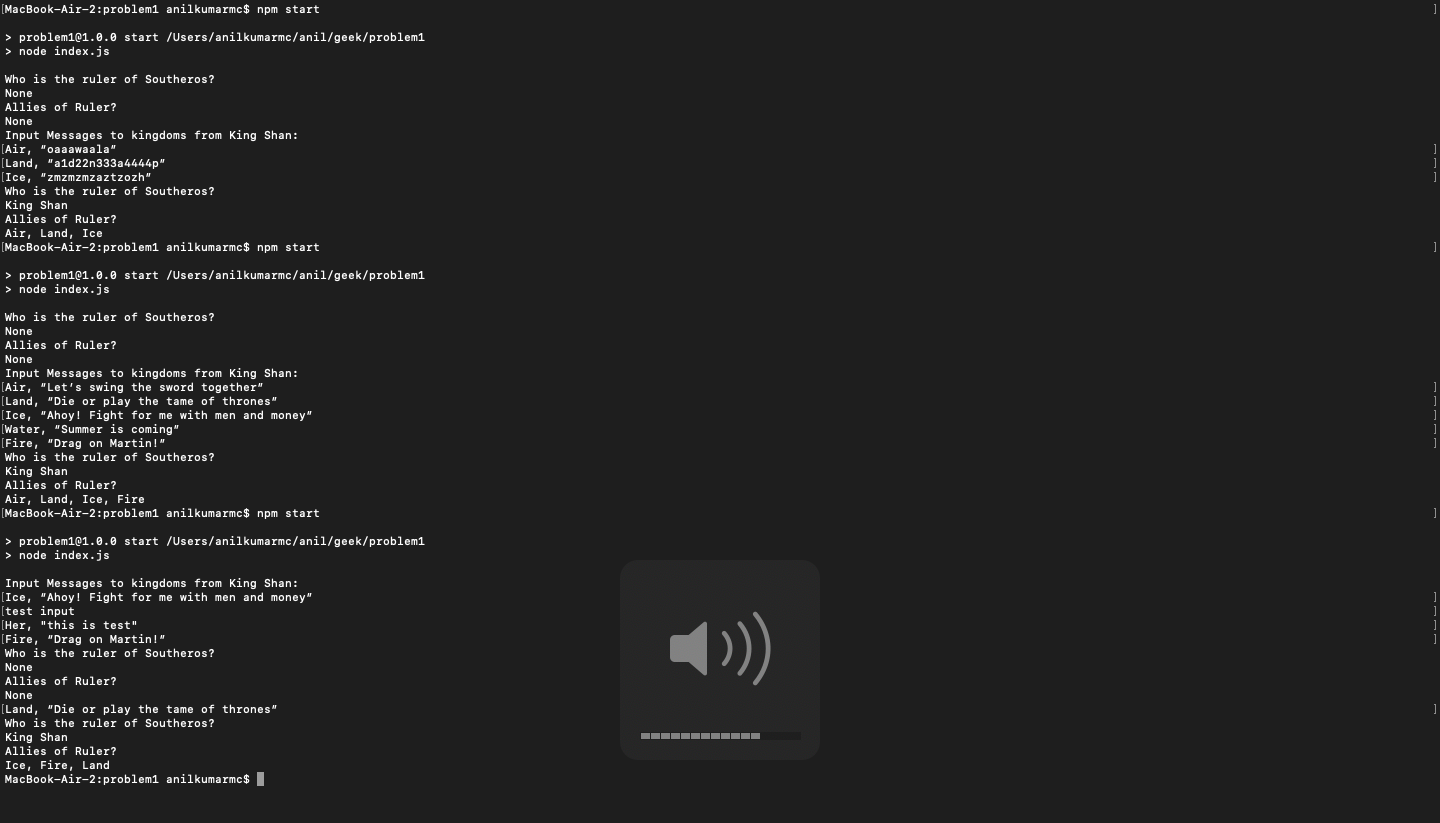 [MacBook-Air-2:problem1 anilkumarmc$ npm start ]
> problem1@1.0.0 start /Users/anilkumarmc/anil/geek/problem1
> node index.js
Who is the ruler of Southeros?
None
Allies of Ruler?
None
Input Messages to kingdoms from King Shan:
[Air, “oaaawaala” ]
[Land, “a1d22n333a4444p” ]
[Ice, “zmzmzmzaztzozh” ]
Who is the ruler of Southeros?
King Shan
Allies of Ruler?
Air, Land, Ice
[MacBook-Air-2:problem1 anilkumarmc$ npm start ]
> problem1@1.0.0 start /Users/anilkumarmc/anil/geek/problem1
> node index.js
Who is the ruler of Southeros?
None
Allies of Ruler?
None
Input Messages to kingdoms from King Shan:
[Air, “Let’s swing the sword together” ]
[Land, “Die or play the tame of thrones” ]
[Ice, “Ahoy! Fight for me with men and money” ]
[Water, “Summer is coming” ]
[Fire, “Drag on Martin!” ]
Who is the ruler of Southeros?
King Shan
Allies of Ruler?
Air, Land, Ice, Fire
[MacBook-Air-2:problem1 anilkumarmc$ npm start ]
> problem1@1.0.0 start /Users/anilkumarmc/anil/geek/problem1
> node index.js
Input Messages to kingdoms from King Shan:
[Ice, “Ahoy! Fight for me with men and money” ]
[test input ]
[Her, "this is test" ]
[Fire, “Drag on Martin!” ]
Who is the ruler of Southeros?
None
Allies of Ruler?
None
[Land, “Die or play the tame of thrones” ]
Who is the ruler of Southeros?
King Shan
Allies of Ruler?
Ice, Fire, Land
MacBook-Air-2:problem1 anilkumarmc$